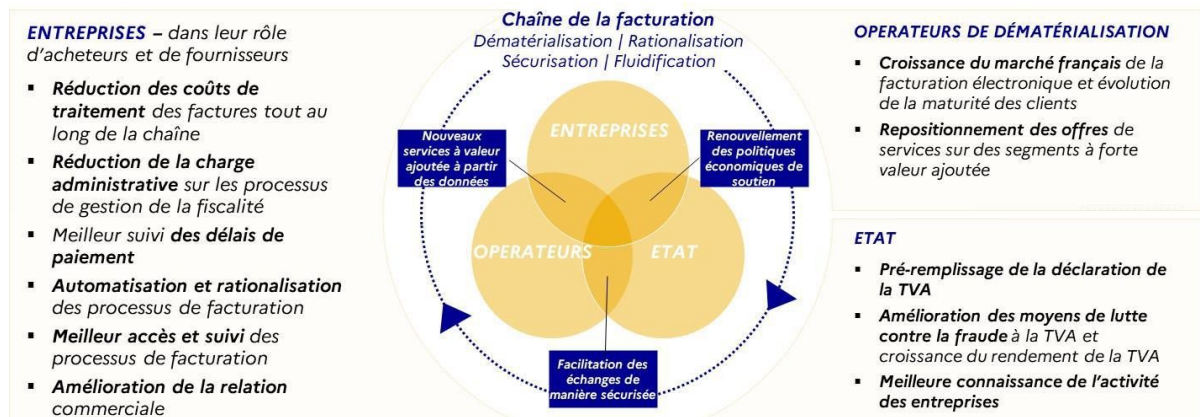 ENTREPRISES – dans leur rôle
d’acheteurs et de fournisseurs
▪ Réduction des coûts de
traitement des factures tout au
long de la chaîne
▪ Réduction de la charge
administrative sur les processus
de gestion de la fiscalité
▪ Meilleur suivi des délais de
paiement
▪ Automatisation et rationalisation
des processus de facturation
▪ Meilleur accès et suivi des
processus de facturation
▪ Amélioration de la relation
commerciale
Chaîne de la facturation
Dématérialisation | Rationalisation
Sécurisation | Fluidification
ENTREPRISES
Nouveaux
services à valeur
ajoutée à partir
des données
Renouvellement
des politiques
économiques de
soutien
OPERATEURS
ETAT
Facilitation des
échanges de
manière sécurisée
OPERATEURS DE DÉMATÉRIALISATION
▪ Croissance du marché français de la
facturation électronique et évolution
de la maturité des clients
▪ Repositionnement des offres de
services sur des segments à forte
valeur ajoutée
ETAT
▪ Pré-remplissage de la déclaration de
la TVA
▪ Amélioration des moyens de lutte
contre la fraude à la TVA et
croissance du rendement de la TVA
▪ Meilleure connaissance de l’activité
des entreprises